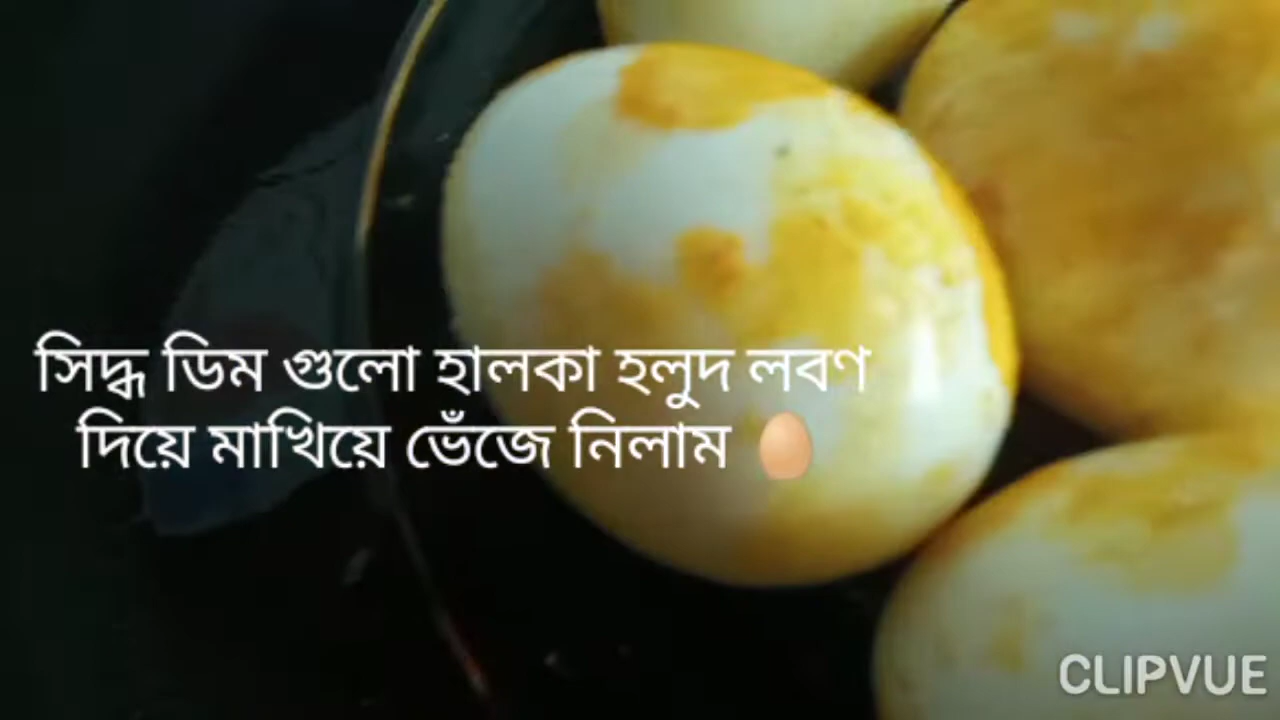 সিদ্ধ ডিম গুলো হালকা হলুদ লবণ
দিয়ে মাখিয়ে ভেঁজে নিলাম 🥚
CLIPVUE